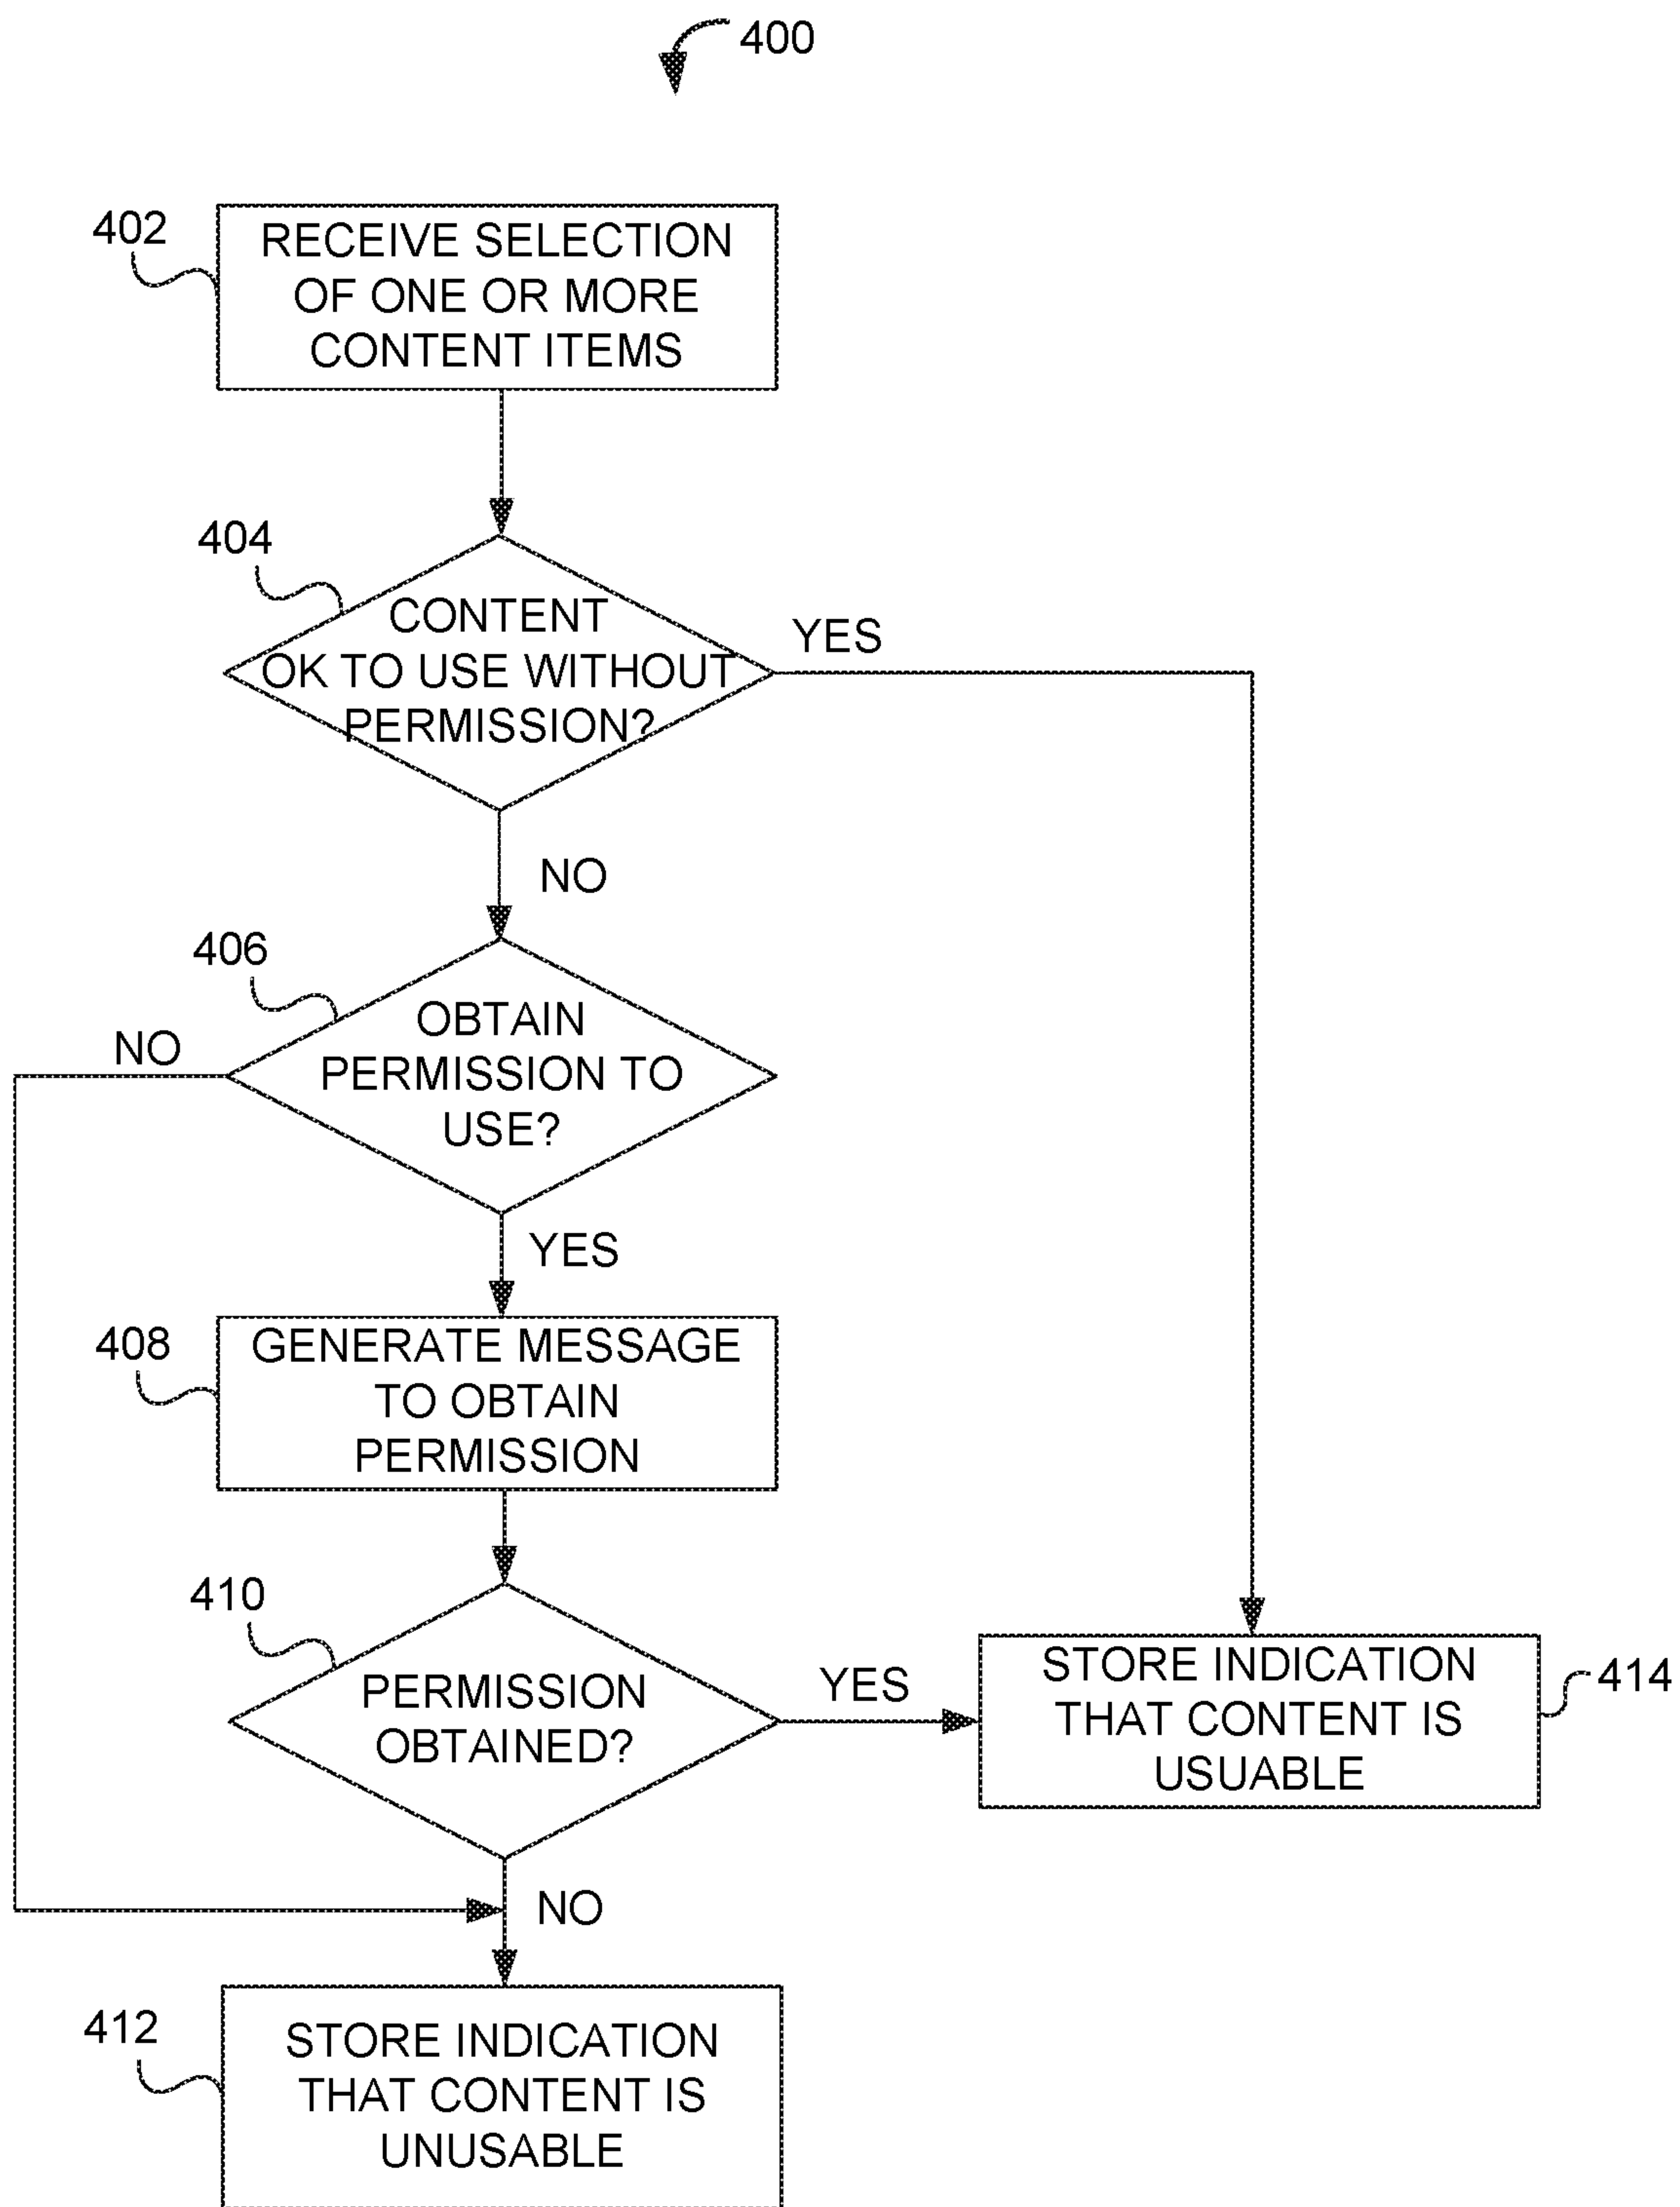 400
402
RECEIVE SELECTION
OF ONE OR MORE
CONTENT ITEMS
404
CONTENT
OK TO USE WITHOUT
PERMISSION?
YES
NO
406
OBTAIN
PERMISSION TO
USE?
NO
YES
408
GENERATE MESSAGE
TO OBTAIN
PERMISSION
410
PERMISSION
OBTAINED?
YES
STORE INDICATION
THAT CONTENT IS
USUABLE
414
NO
412
STORE INDICATION
THAT CONTENT IS
UNUSABLE